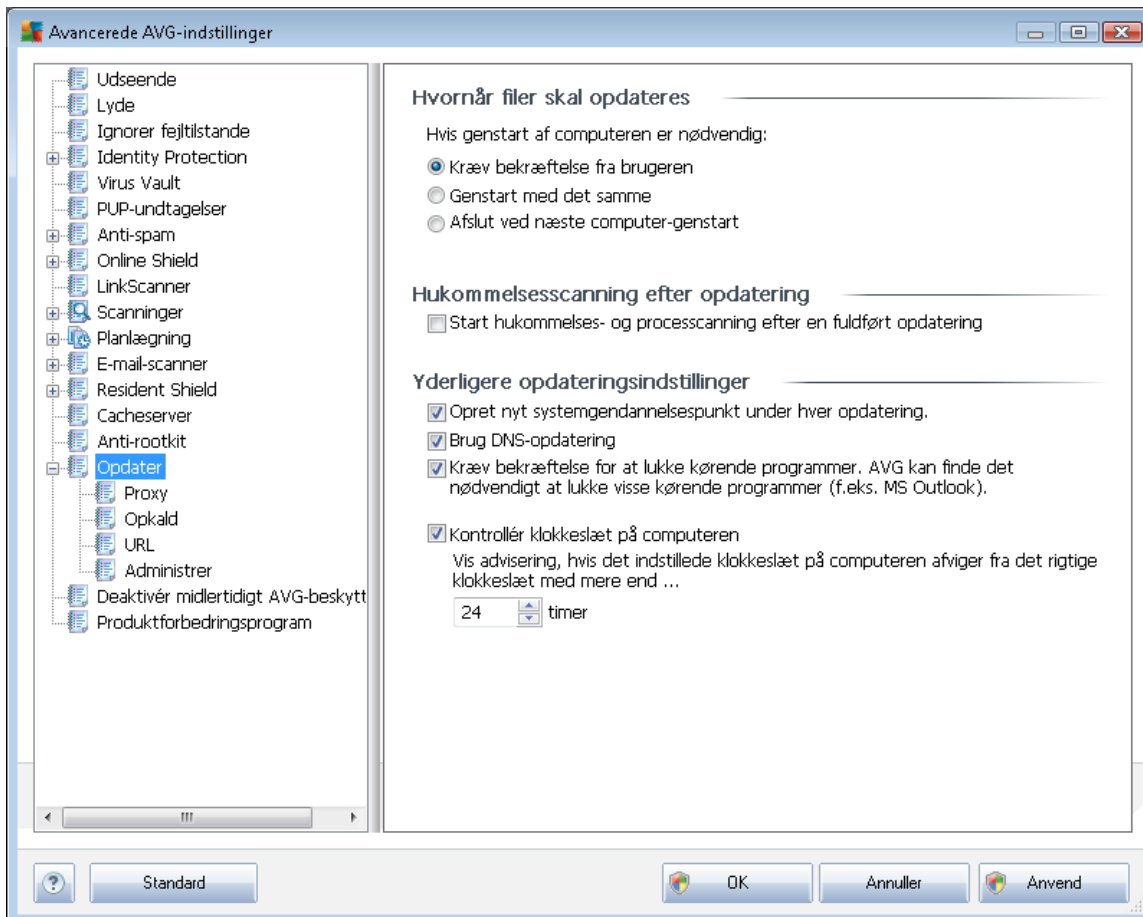 Avancerede AVG-indstillinger
Udseende
Lyde
Ignorer fejltilstande
Identity Protection
Virus Vault
PUP-undtagelser
Anti-spam
Online Shield
LinkScanner
Scanninger
Planlægning
E-mail-scanner
Resident Shield
Cacheserver
Anti-rootkit
Opdater
Proxy
Opkald
URL
Administrer
Deaktivér midlertidigt AVG-beskytt
Produktforbedringsprogram
Hvornår filer skal opdateres
Hvis genstart af computeren er nødvendig:
Kræv bekræftelse fra brugeren
Genstart med det samme
Afslut ved næste computer-genstart
Hukommelsesscanning efter opdatering
Start hukommelses- og processcanning efter en fuldført opdatering
Yderligere opdateringsindstillinger
Opret nyt systemgendannelsespunkt under hver opdatering.
Brug DNS-opdatering
Kræv bekræftelse for at lukke kørende programmer. AVG kan finde det
nødvendigt at lukke visse kørende programmer (f.eks. MS Outlook).
Kontrollér klokkeslæt på computeren
Vis advisering, hvis det indstillede klokkeslæt på computeren afviger fra det rigtige
klokkeslæt med mere end ...
24 timer
? Standard OK Annuller Anvend